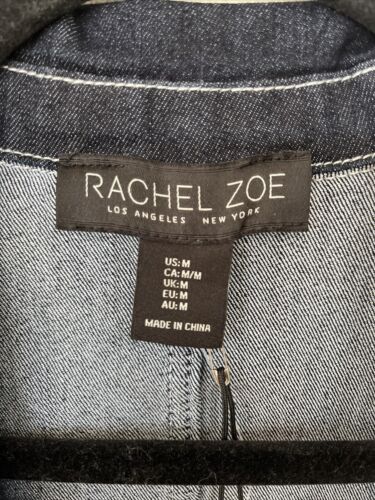 RACHEL ZOE
LOS ANGELES NEW YORK
US: M
CA: M/M
UK: M
EU: M
AU: M
MADE IN CHINA